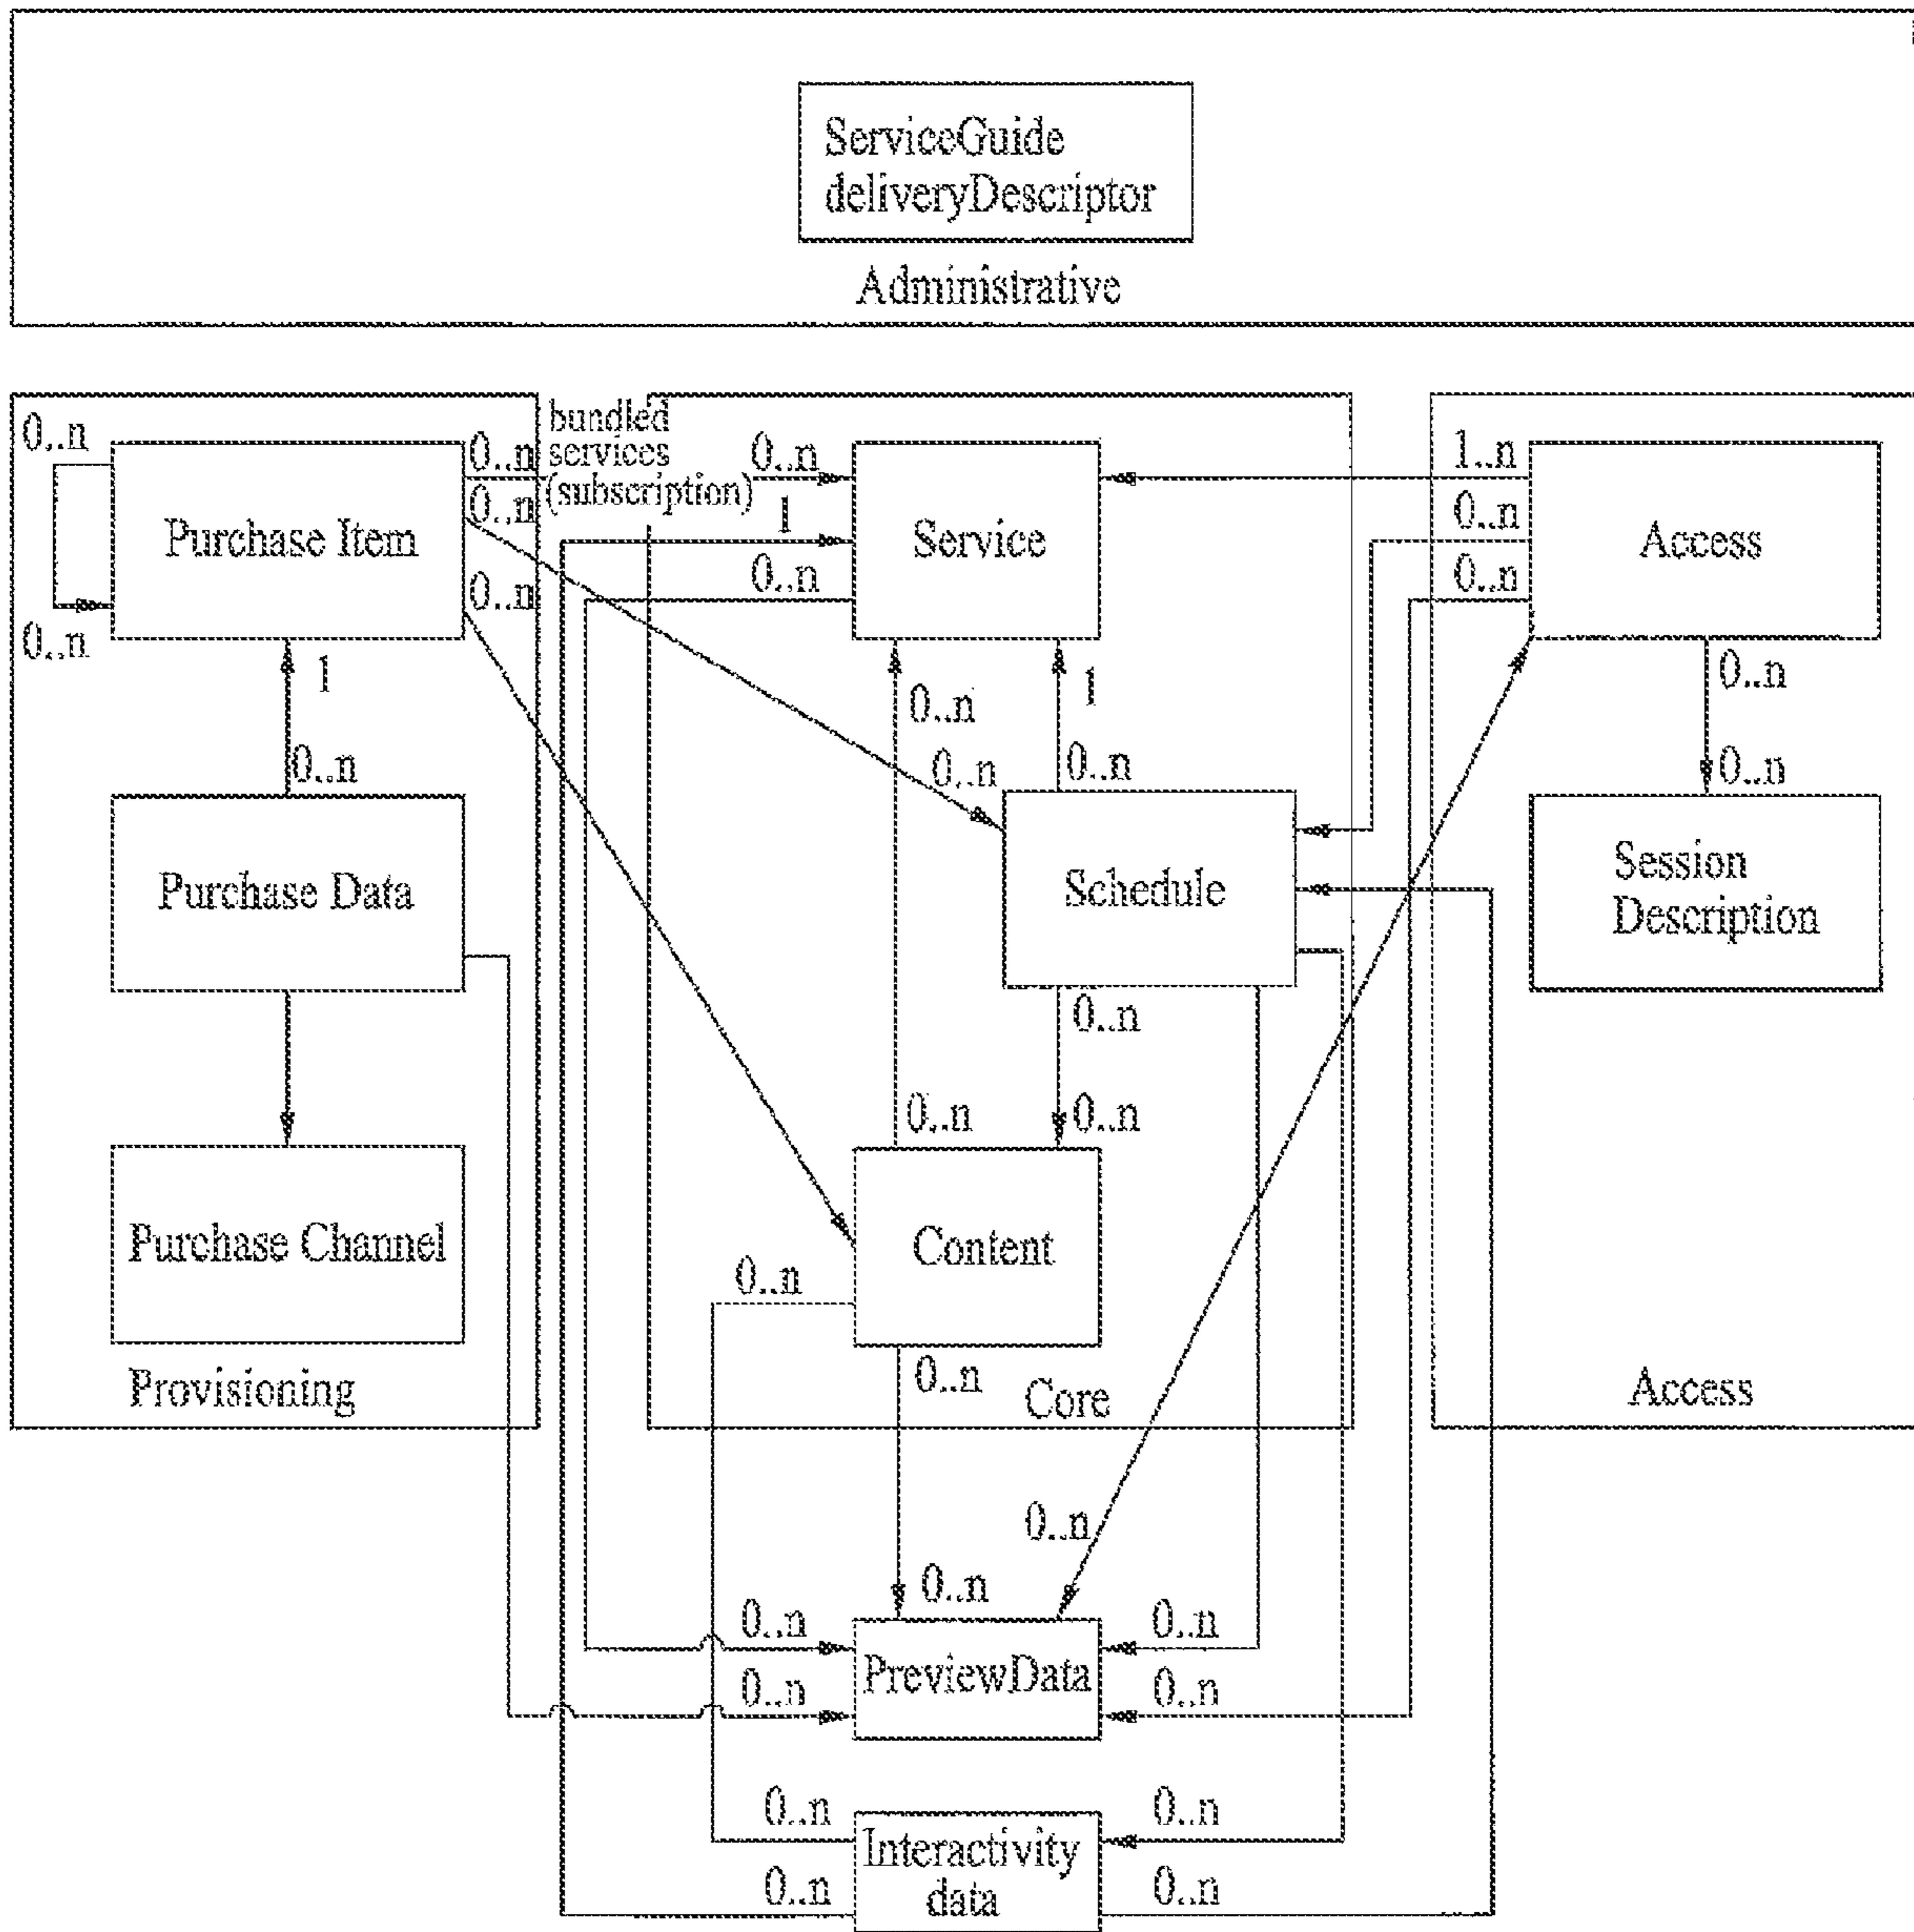 ServiceGuide
deliveryDescriptor
Administrative
0..n
0..n
bundled
services
(subscription)
0..n
1..n
0..n
1
0..n
Purchase Item
Service
Access
0..n
0..n
0..n
0..n
1
0..n
1
0..n
0..n
0..n
0..n
0..n
Purchase Data
Schedule
Session
Description
0..n
0..n
0..n
Purchase Channel
Content
0..n
0..n
Provisioning
Core
Access
0..n
0..n
0..n
0..n
PreviewData
0..n
0..n
0..n
0..n
Interactivity
data
0..n
0..n